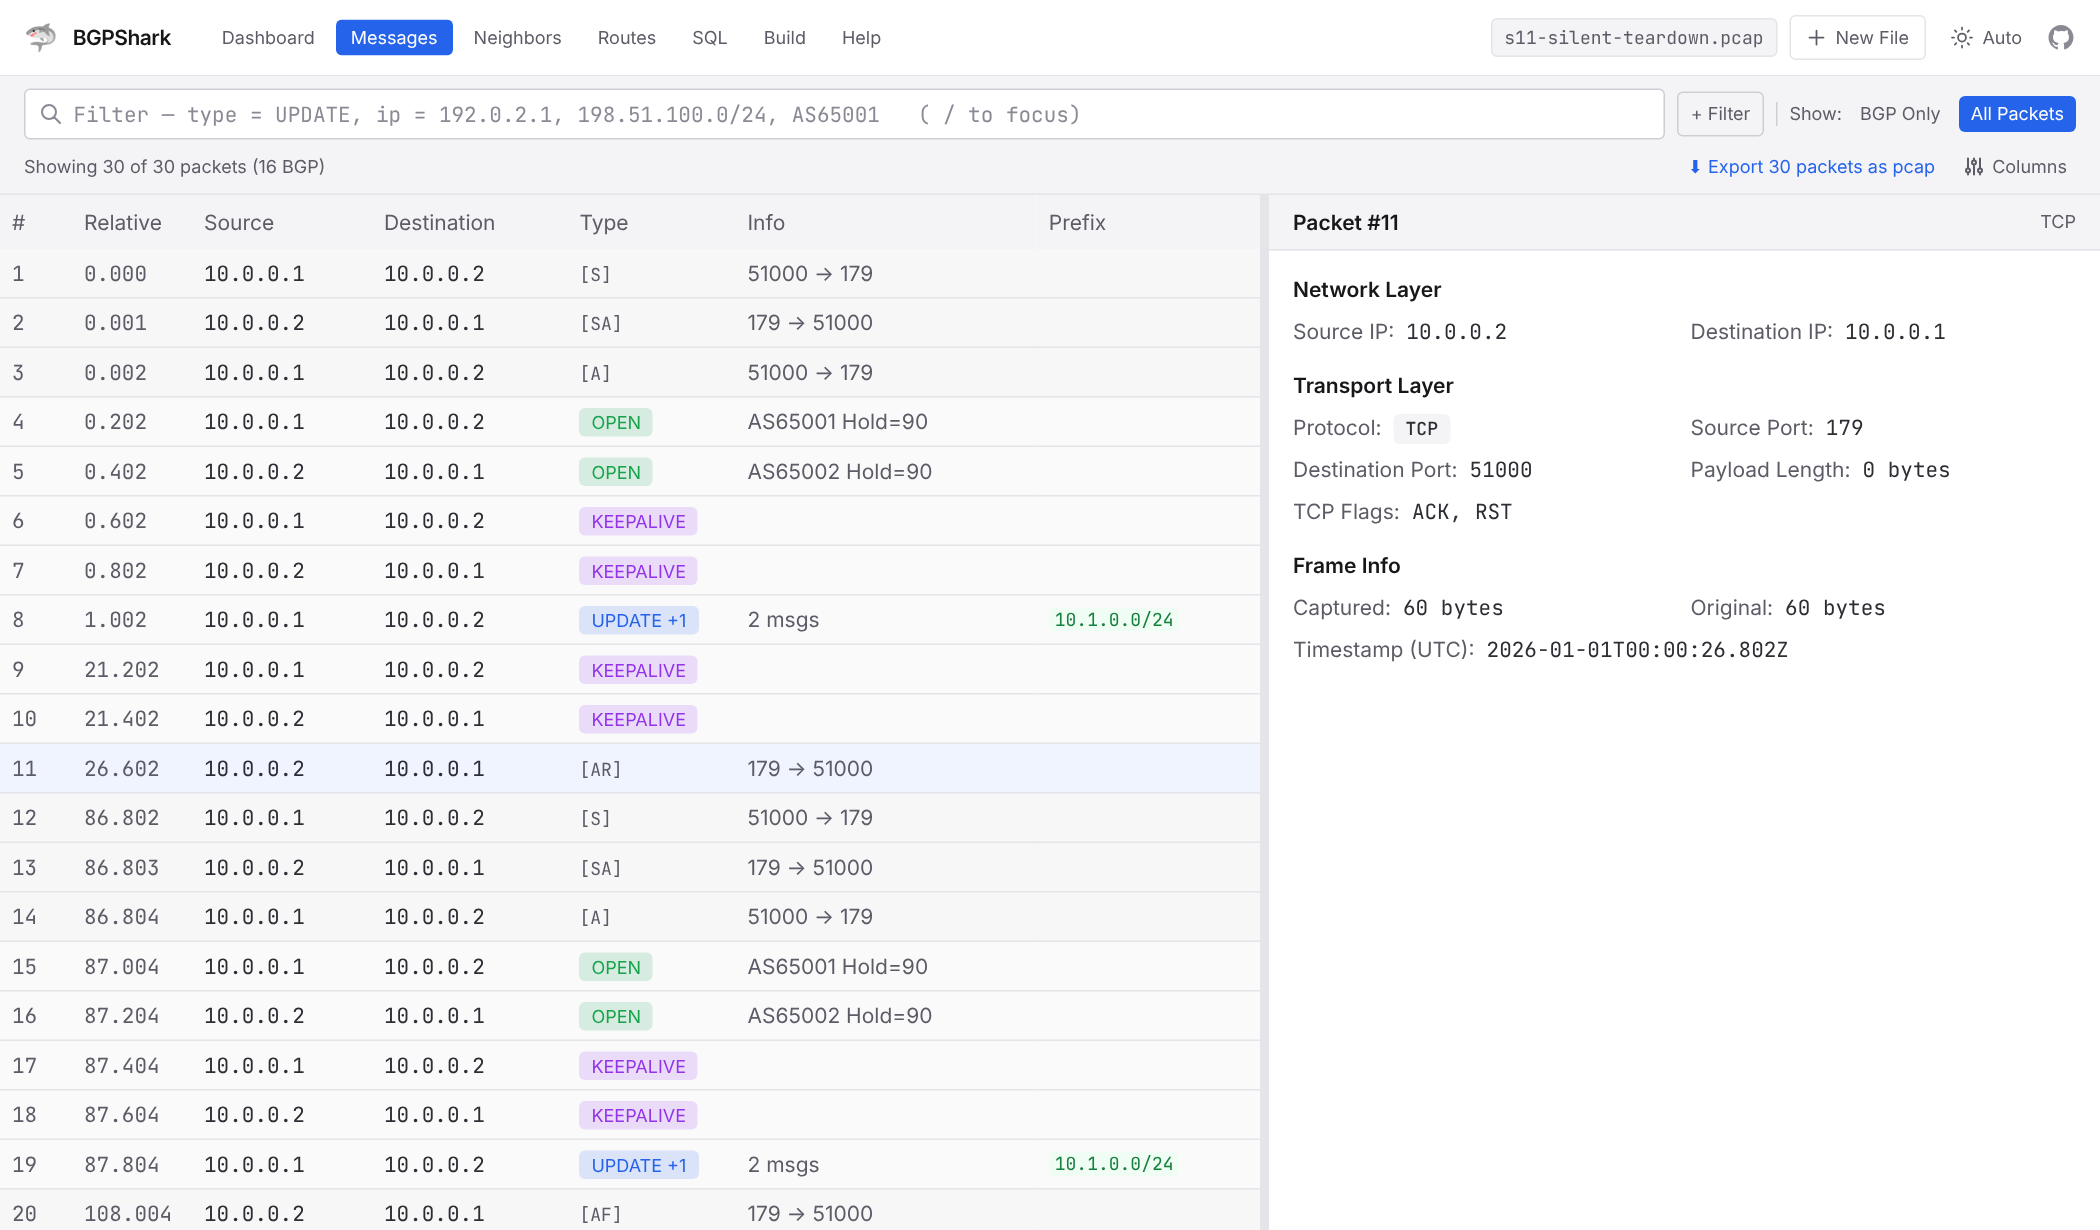 BGPShark Dashboard Messages Neighbors Routes SQL Build Help s11-silent-teardown.pcap + New File Auto
Filter — type = UPDATE, ip = 192.0.2.1, 198.51.100.0/24, AS65001 ( / to focus) + Filter Show: BGP Only All Packets
Showing 30 of 30 packets (16 BGP) Export 30 packets as pcap Columns
# Relative Source Destination Type Info Prefix
1 0.000 10.0.0.1 10.0.0.2 [S] 51000 → 179
2 0.001 10.0.0.2 10.0.0.1 [SA] 179 → 51000
3 0.002 10.0.0.1 10.0.0.2 [A] 51000 → 179
4 0.202 10.0.0.1 10.0.0.2 OPEN AS65001 Hold=90
5 0.402 10.0.0.2 10.0.0.1 OPEN AS65002 Hold=90
6 0.602 10.0.0.1 10.0.0.2 KEEPALIVE
7 0.802 10.0.0.2 10.0.0.1 KEEPALIVE
8 1.002 10.0.0.1 10.0.0.2 UPDATE +1 2 msgs 10.1.0.0/24
9 21.202 10.0.0.1 10.0.0.2 KEEPALIVE
10 21.402 10.0.0.2 10.0.0.1 KEEPALIVE
11 26.602 10.0.0.2 10.0.0.1 [AR] 179 → 51000
12 86.802 10.0.0.1 10.0.0.2 [S] 51000 → 179
13 86.803 10.0.0.2 10.0.0.1 [SA] 179 → 51000
14 86.804 10.0.0.1 10.0.0.2 [A] 51000 → 179
15 87.004 10.0.0.1 10.0.0.2 OPEN AS65001 Hold=90
16 87.204 10.0.0.2 10.0.0.1 OPEN AS65002 Hold=90
17 87.404 10.0.0.1 10.0.0.2 KEEPALIVE
18 87.604 10.0.0.2 10.0.0.1 KEEPALIVE
19 87.804 10.0.0.1 10.0.0.2 UPDATE +1 2 msgs 10.1.0.0/24
20 108.004 10.0.0.2 10.0.0.1 [AF] 179 → 51000
Packet #11 TCP
Network Layer
Source IP: 10.0.0.2 Destination IP: 10.0.0.1
Transport Layer
Protocol: TCP Source Port: 179
Destination Port: 51000 Payload Length: 0 bytes
TCP Flags: ACK, RST
Frame Info
Captured: 60 bytes Original: 60 bytes
Timestamp (UTC): 2026-01-01T00:00:26.802Z